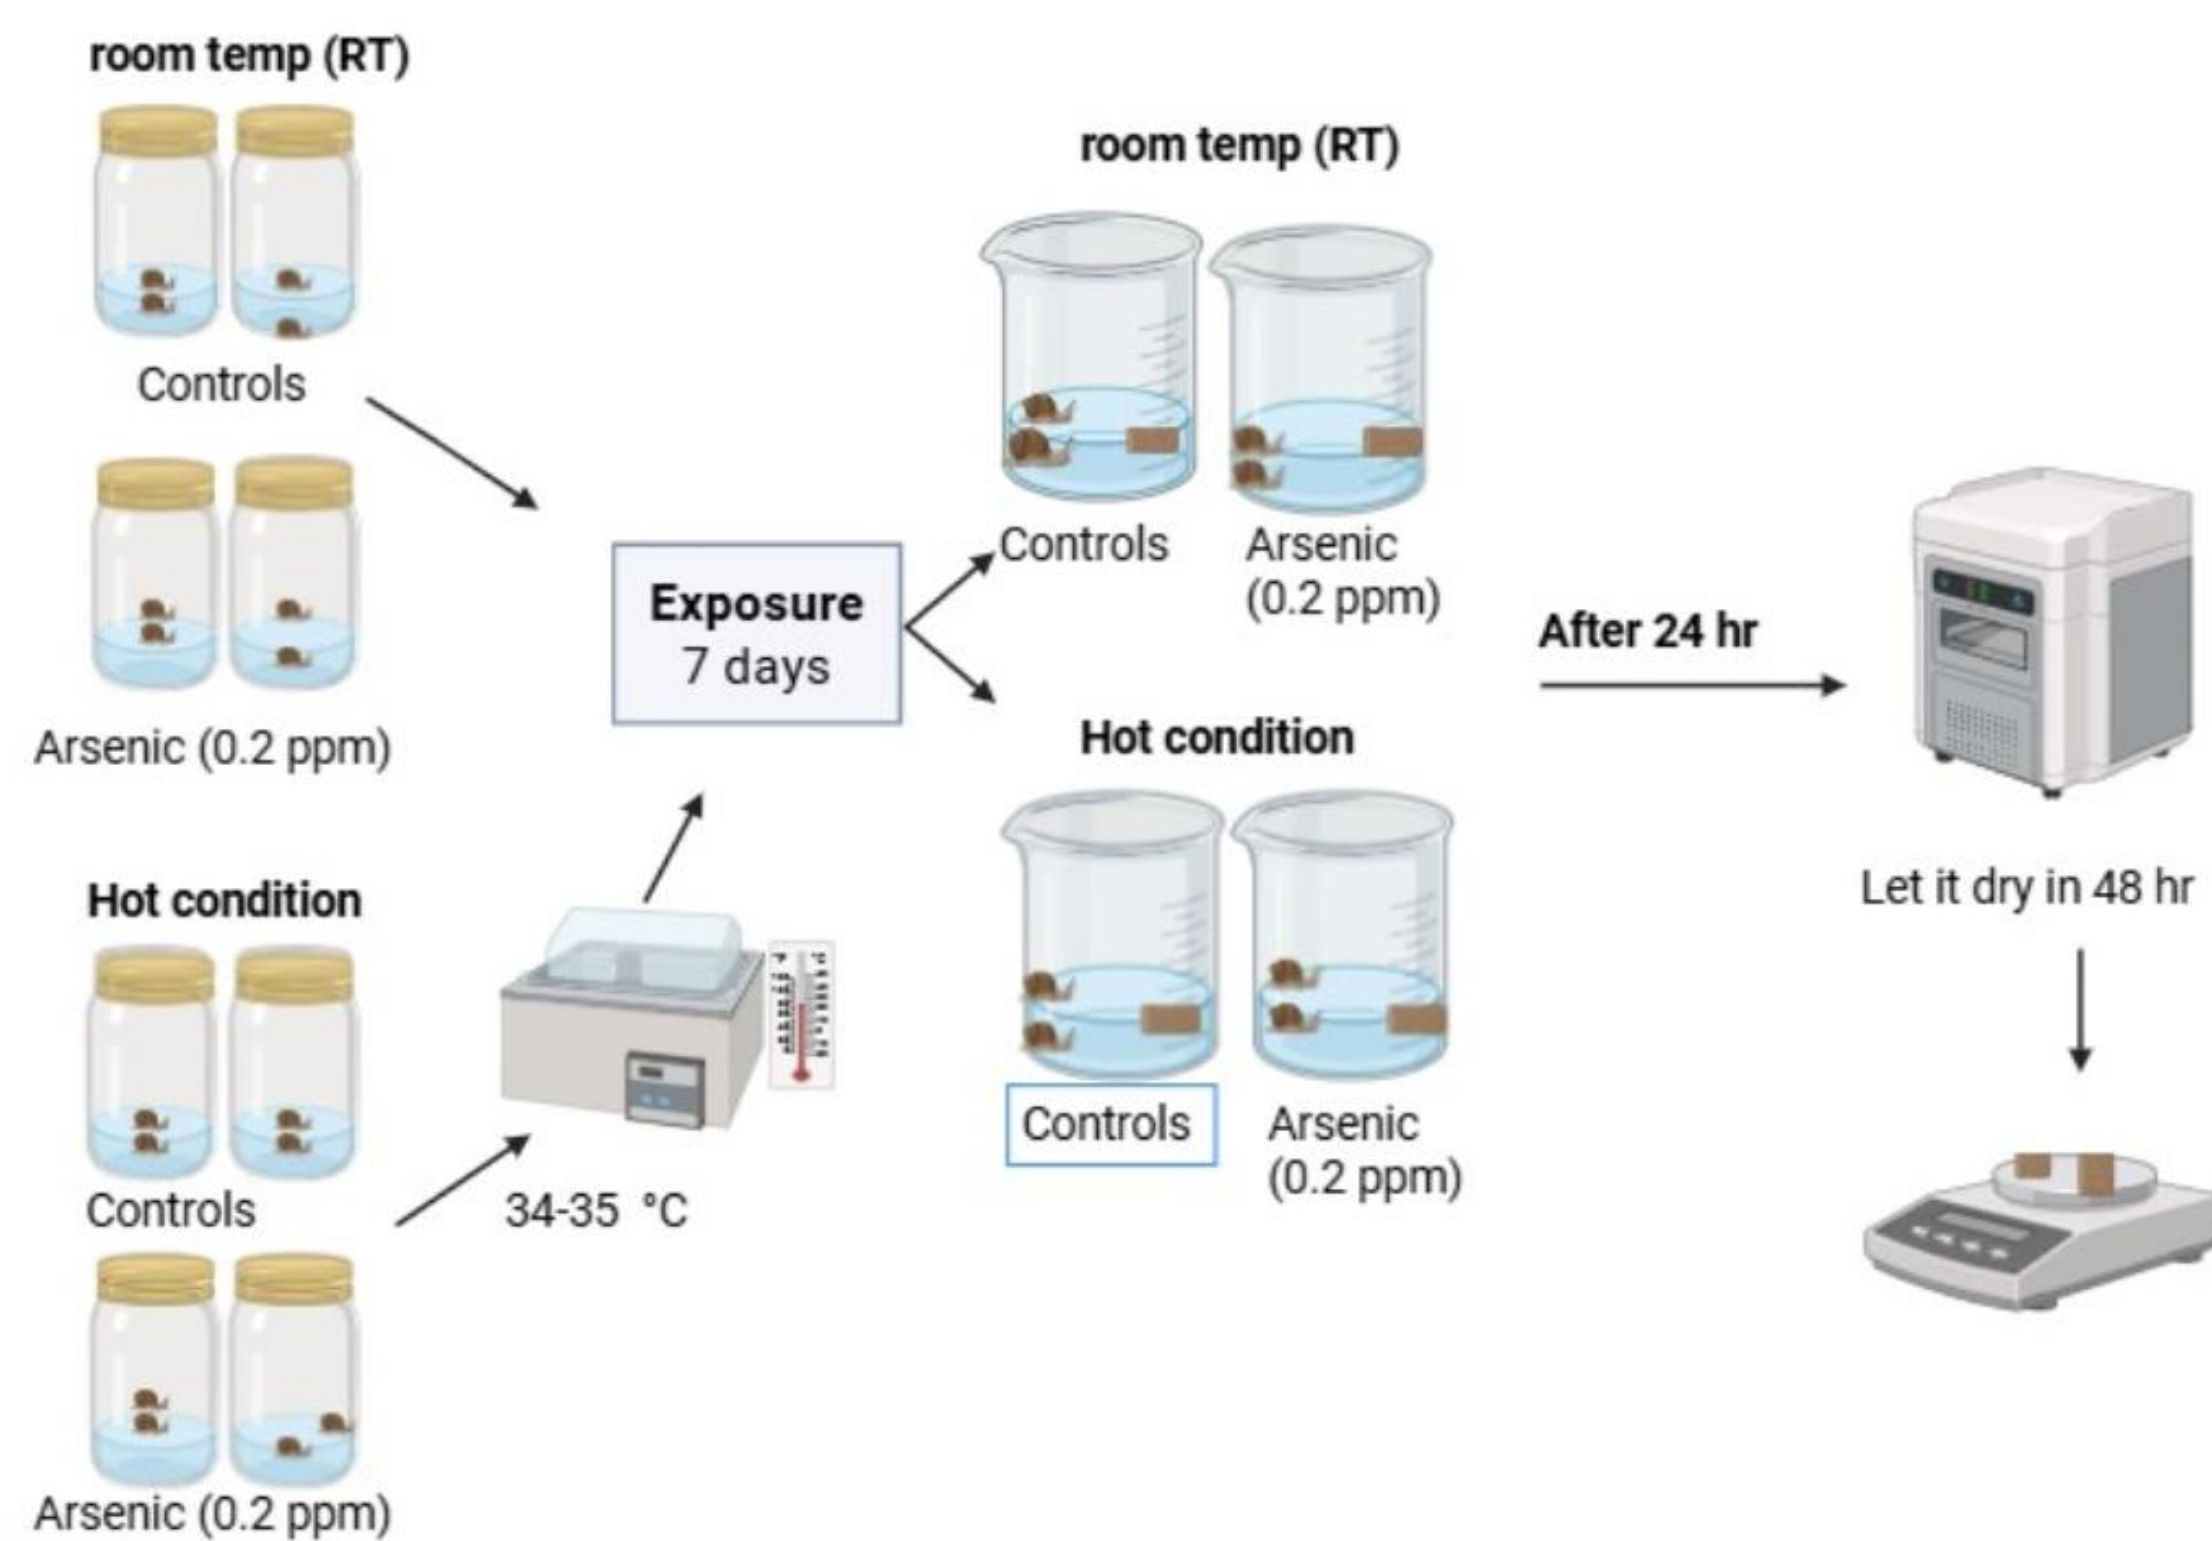 room temp (RT)
Controls
Arsenic (0.2 ppm)
Hot condition
Controls
Arsenic (0.2 ppm)
34-35 °C
Exposure
7 days
room temp (RT)
Controls
Arsenic
(0.2 ppm)
Hot condition
Controls
Arsenic
(0.2 ppm)
After 24 hr
Let it dry in 48 hr